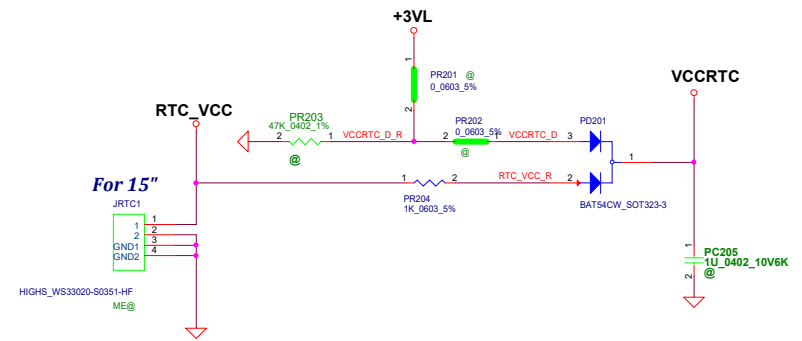 +3VL
1
PR201 @
0_0603_5%
2
VCCRTC
RTC_VCC
PR203
47K_0402_1%
2
1
VCCRTC_D_R
@
PR202
0_0603_5%
2
1
VCCRTC_D
3
@
PD201
1
For 15"
JRTC1
1
2
GND1
GND2
1
2
3
4
1
2
PR204
1K_0603_5%
RTC_VCC_R
2
BAT54CW_SOT323-3
HIGHS_WS33020-S0351-HF
ME@
1
PC205
1U_0402_10V6K
@
2